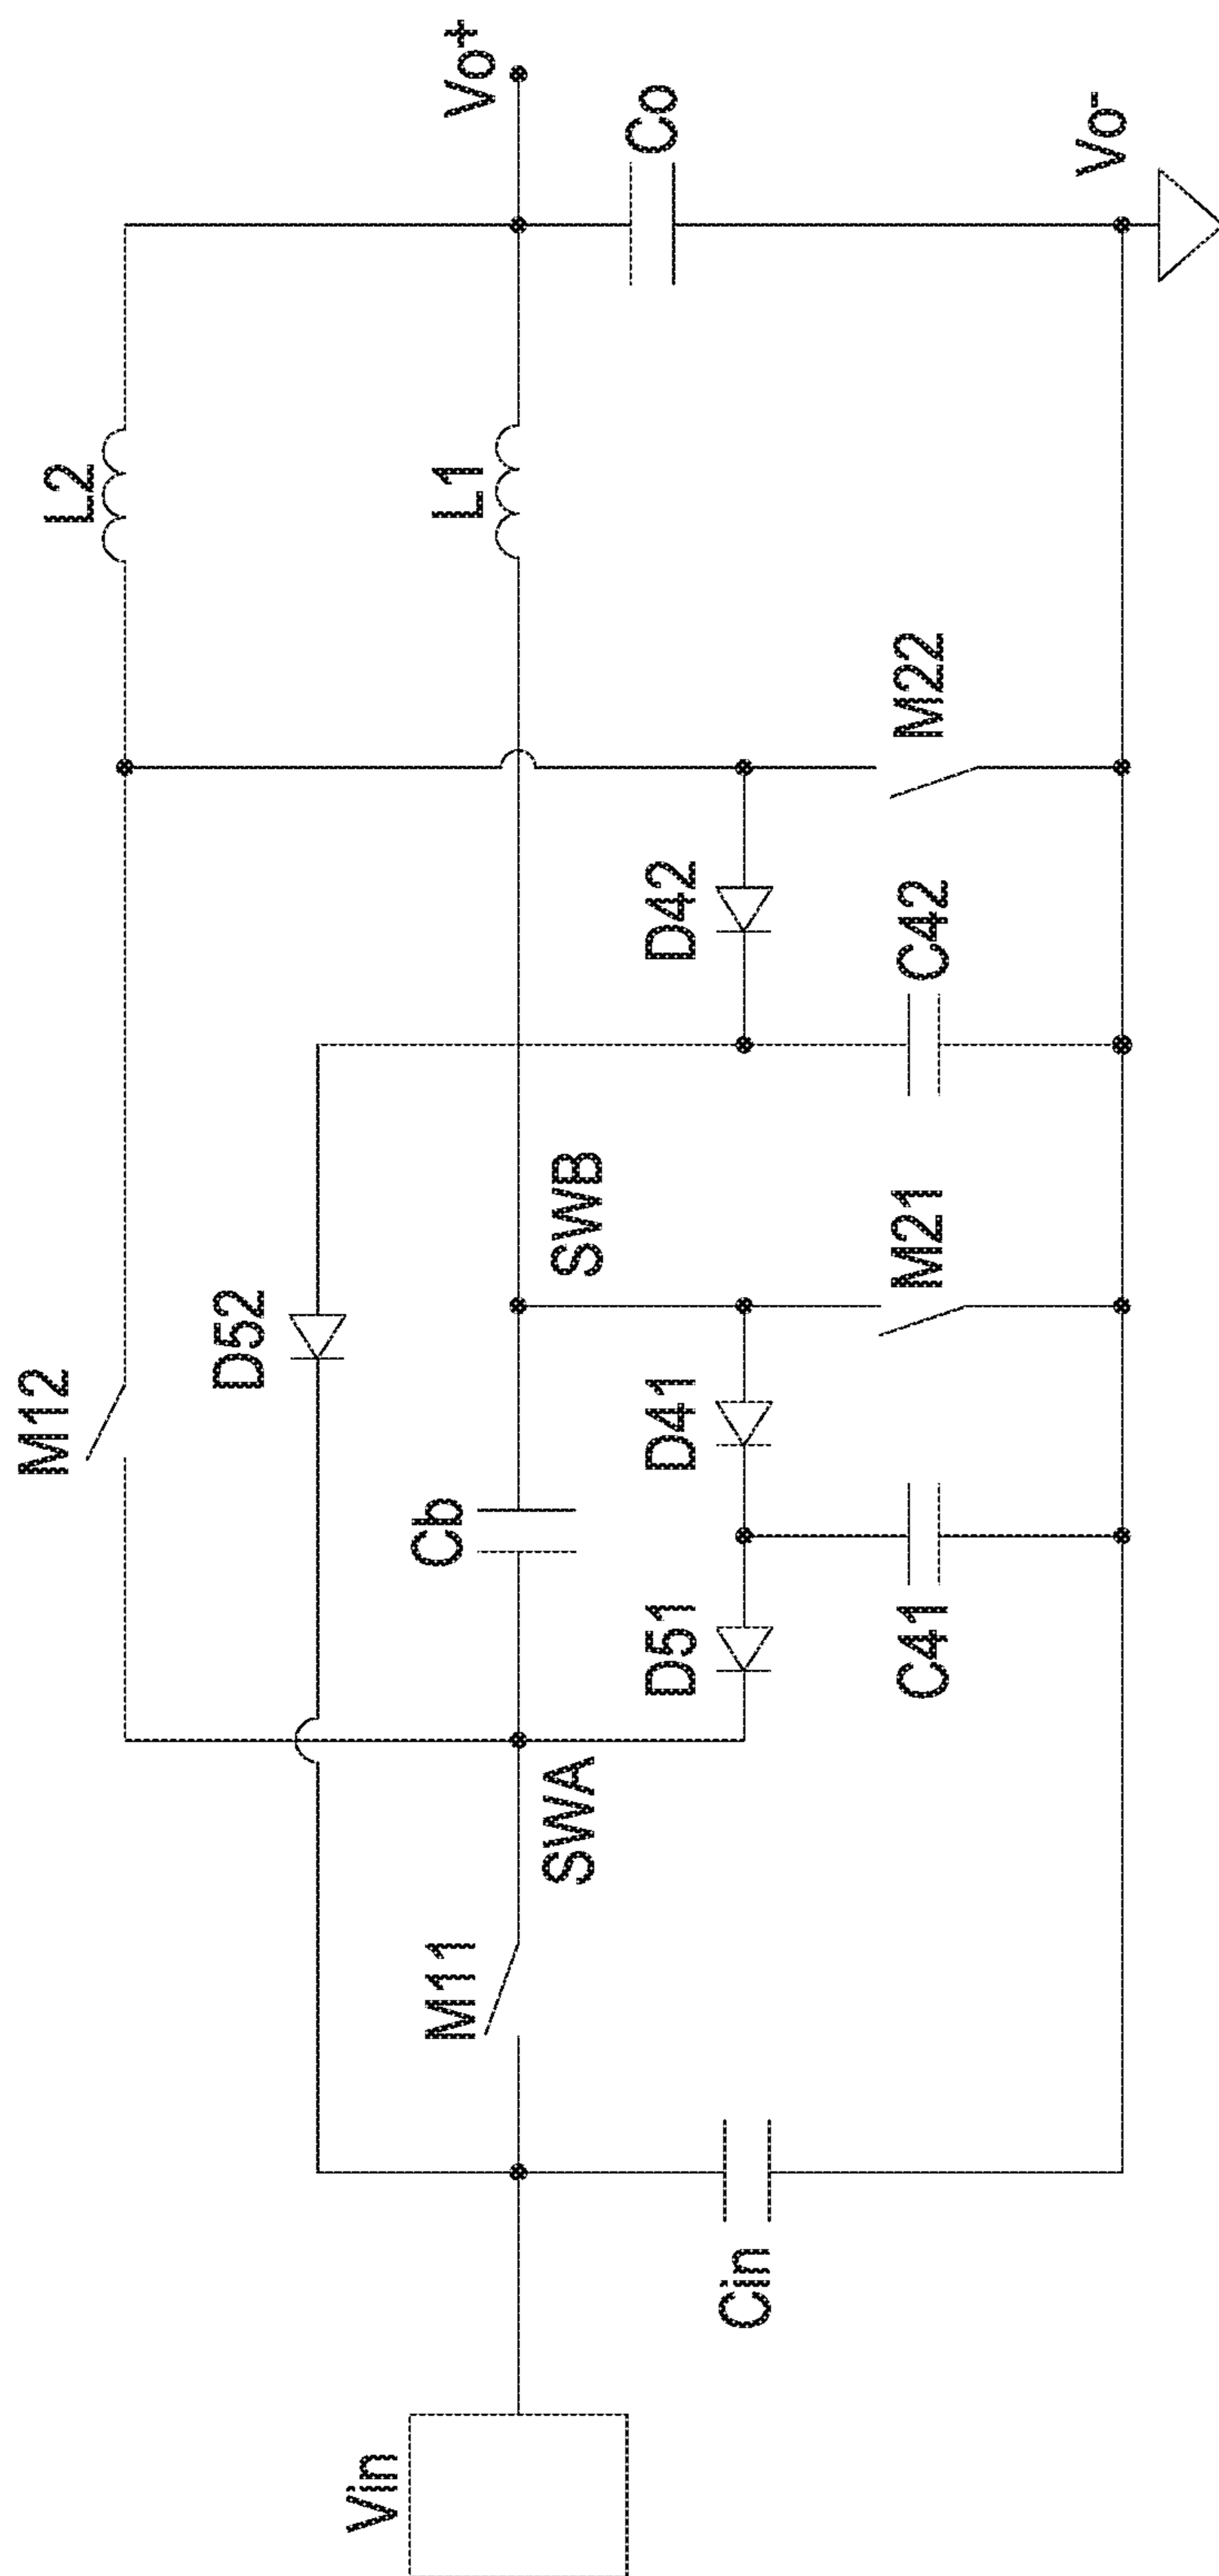 M12
L2
D52
Vin
M11
Cb
L1
Vo+
SWA
SWB
D51
D41
D42
Co
Cin
C41
M21
C42
M22
Vo-